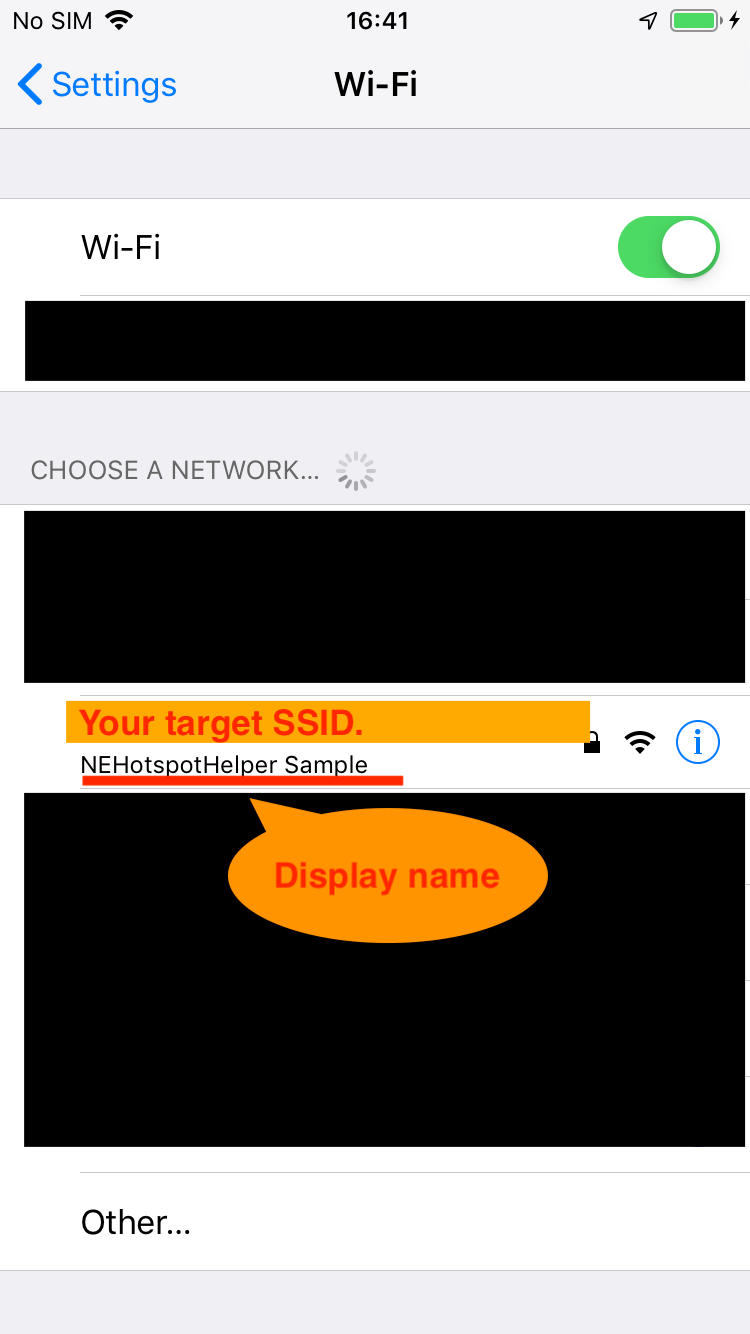 No SIM 16:41
Settings Wi-Fi
Wi-Fi
CHOOSE A NETWORK...
Your target SSID.
NEHotspotHelper Sample
Display name
Other...